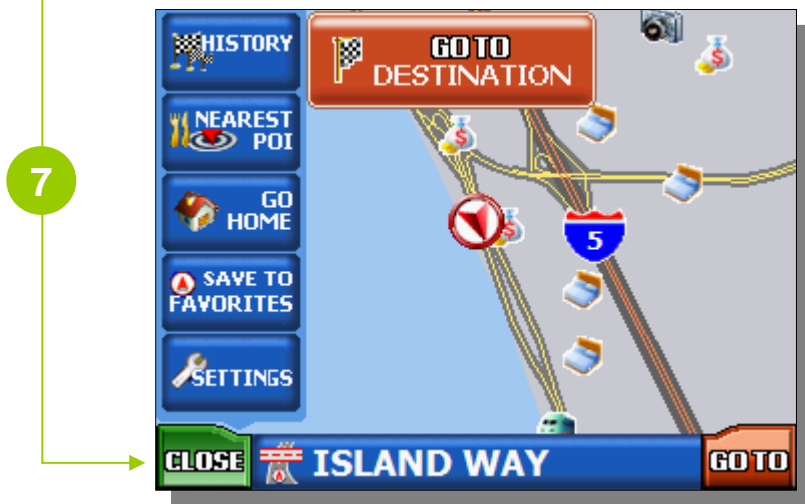 HISTORY
GO TO
DESTINATION
$
NEAREST
POI
$
7
GO
HOME
$
5
SAVE TO
FAVORITES
SETTINGS
CLOSE
ISLAND WAY
GO TO